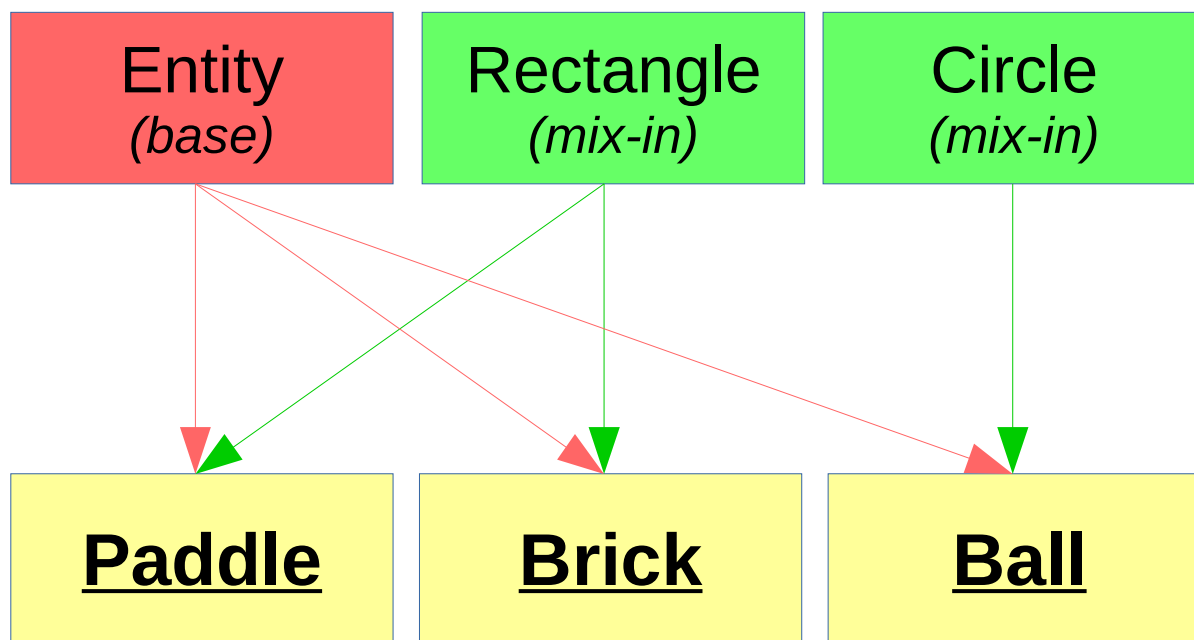 Entity
(base)
Rectangle
(mix-in)
Circle
(mix-in)
Paddle
Brick
Ball